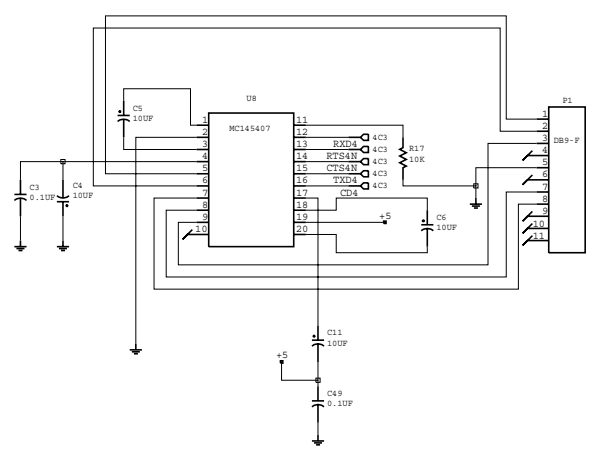 P1
U8
C5
10UF
MC145407
DB9-F
1
2
3
4
5
6
7
8
9
10
11
12
13
14
15
16
17
18
19
20
1
2
3
4
5
6
7
8
9
10
11
4C3
RXD4
4C3
RTS4N
4C3
CTS4N
4C3
TXD4
4C3
CD4
R17
10K
C3
0.1UF
C4
10UF
+5
C6
10UF
C11
10UF
+5
C49
0.1UF